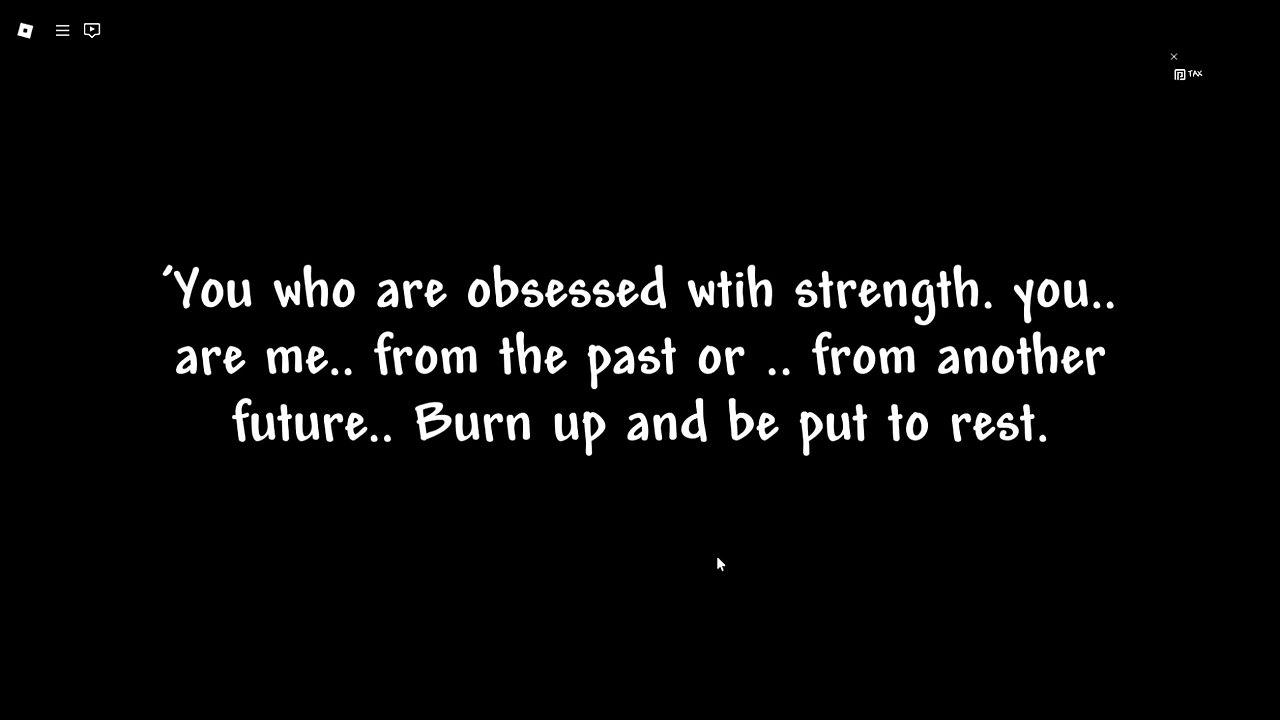 TAX
'You who are obsessed wtih strength. you..
are me.. from the past or .. from another
future.. Burn up and be put to rest.